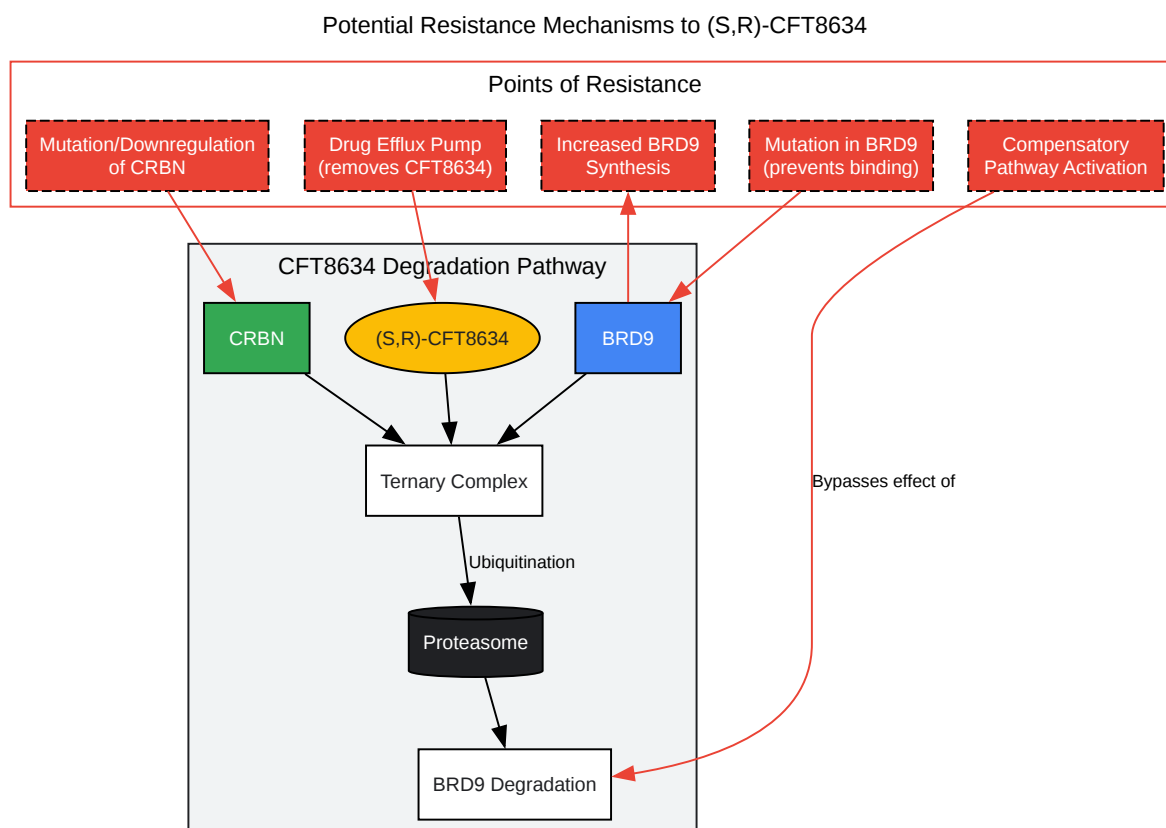 Potential Resistance Mechanisms to (S,R)-CFT8634
Points of Resistance
Mutation/Downregulation
of CRBN
Drug Efflux Pump
(removes CFT8634)
Increased BRD9
Synthesis
Mutation in BRD9
(prevents binding)
Compensatory
Pathway Activation
CFT8634 Degradation Pathway
CRBN
(S,R)-CFT8634
BRD9
Ternary Complex
Bypasses effect of
Ubiquitination
Proteasome
BRD9 Degradation